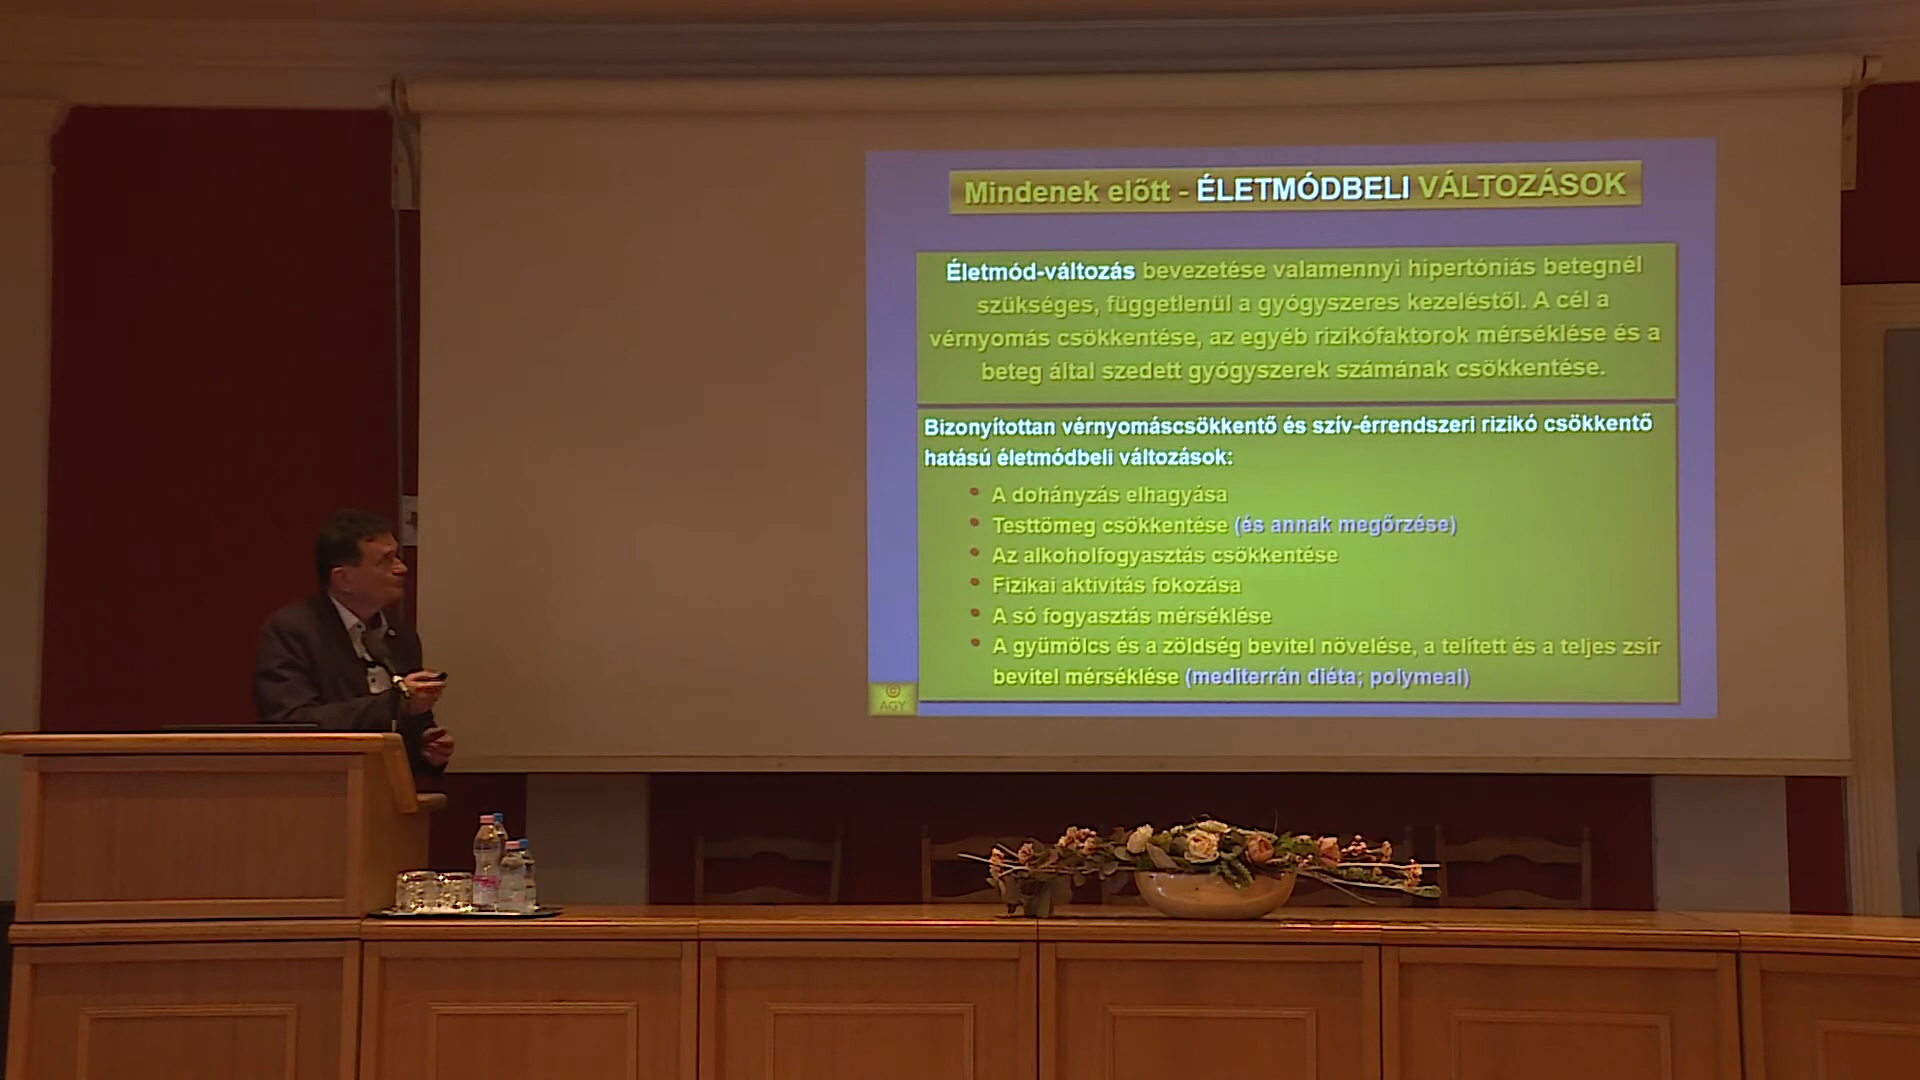 Mindenek előtt - ÉLETMÓDBELI VÁLTOZÁSOK
Életmód-változás bevezetése valamennyi hipertóniás betegnél
szükséges, függetlenül a gyógyszeres kezeléstől. A cél a
vérnyomás csökkentése, az egyéb rizikófaktorok mérséklése és a
beteg által szedett gyógyszerek számának csökkentése.
Bizonyítottan vérnyomáscsökkentő és szív-érrendszeri rizikó csökkentő
hatású életmódbeli változások:
• A dohányzás elhagyása
• Testtömeg csökkentése (és annak megőrzése)
• Az alkoholfogyasztás csökkentése
• Fizikai aktivitás fokozása
• A só fogyasztás mérséklése
• A gyümölcs és a zöldség bevitel növelése, a telített és a teljes zsír
bevitel mérséklése (mediterrán diéta; polymeal)
©
AGY